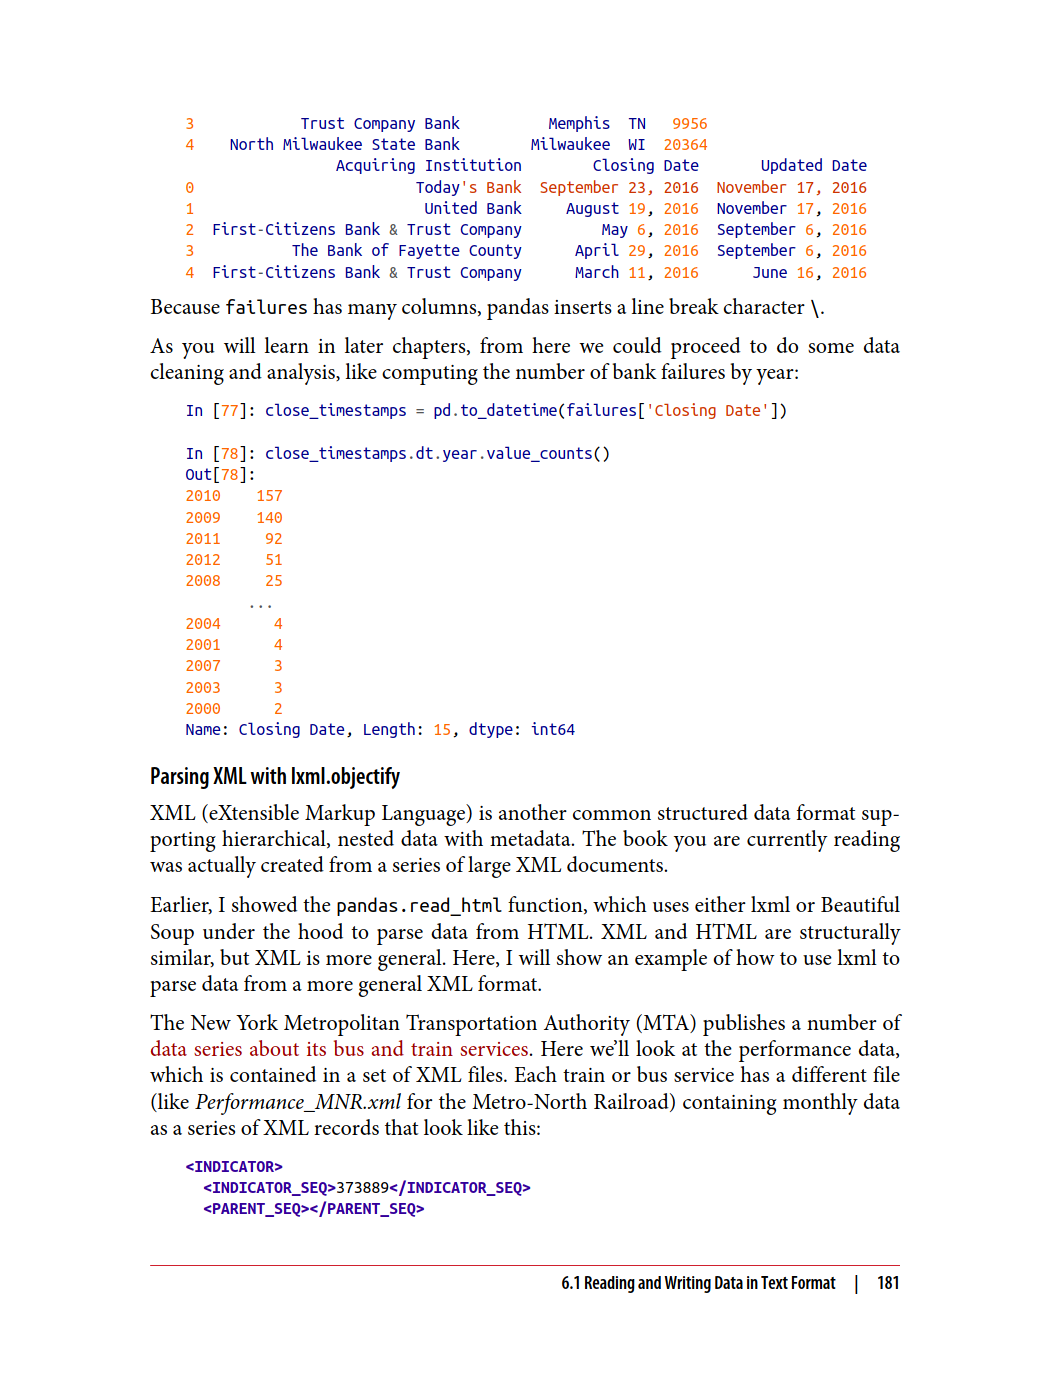 3            Trust Company Bank          Memphis  TN   9956
4    North Milwaukee State Bank        Milwaukee  WI  20364
                 Acquiring Institution        Closing Date       Updated Date
0                         Today's Bank  September 23, 2016  November 17, 2016
1                          United Bank     August 19, 2016  November 17, 2016
2  First-Citizens Bank & Trust Company         May 6, 2016  September 6, 2016
3           The Bank of Fayette County      April 29, 2016  September 6, 2016
4  First-Citizens Bank & Trust Company      March 11, 2016      June 16, 2016
Because failures has many columns, pandas inserts a line break character \.
As you will learn in later chapters, from here we could proceed to do some data
cleaning and analysis, like computing the number of bank failures by year:
In [77]: close_timestamps = pd.to_datetime(failures['Closing Date'])
In [78]: close_timestamps.dt.year.value_counts()
Out[78]:
2010    157
2009    140
2011     92
2012     51
2008     25
       ...
2004      4
2001      4
2007      3
2003      3
2000      2
Name: Closing Date, Length: 15, dtype: int64
Parsing XML with lxml.objectify
XML (eXtensible Markup Language) is another common structured data format sup-
porting hierarchical, nested data with metadata. The book you are currently reading
was actually created from a series of large XML documents.
Earlier, I showed the pandas.read_html function, which uses either lxml or Beautiful
Soup under the hood to parse data from HTML. XML and HTML are structurally
similar, but XML is more general. Here, I will show an example of how to use lxml to
parse data from a more general XML format.
The New York Metropolitan Transportation Authority (MTA) publishes a number of
data series about its bus and train services. Here we'll look at the performance data,
which is contained in a set of XML files. Each train or bus service has a different file
(like Performance_MNR.xml for the Metro-North Railroad) containing monthly data
as a series of XML records that look like this:
<INDICATOR>
  <INDICATOR_SEQ>373889</INDICATOR_SEQ>
  <PARENT_SEQ></PARENT_SEQ>
6.1 Reading and Writing Data in Text Format | 181